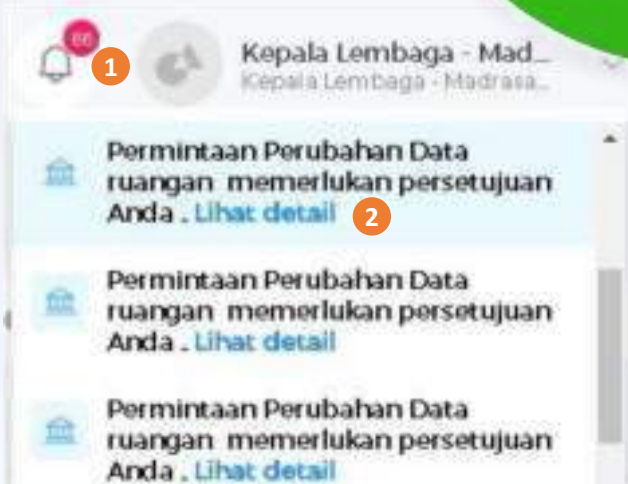 66
1
Kepala Lembaga - Mad...
Kepala Lembaga - Madrasa...
Permintaan Perubahan Data
ruangan memerlukan persetujuan
Anda . Lihat detail
2
Permintaan Perubahan Data
ruangan memerlukan persetujuan
Anda . Lihat detail
Permintaan Perubahan Data
ruangan memerlukan persetujuan
Anda . Lihat detail